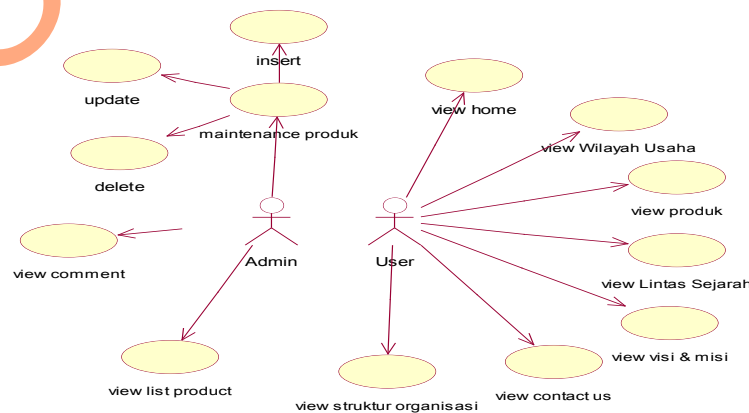 insert
update
view home
maintenance produk
view Wilayah Usaha
delete
view produk
Admin
User
view comment
view Lintas Sejarah
view visi & misi
view list product
view contact us
view struktur organisasi